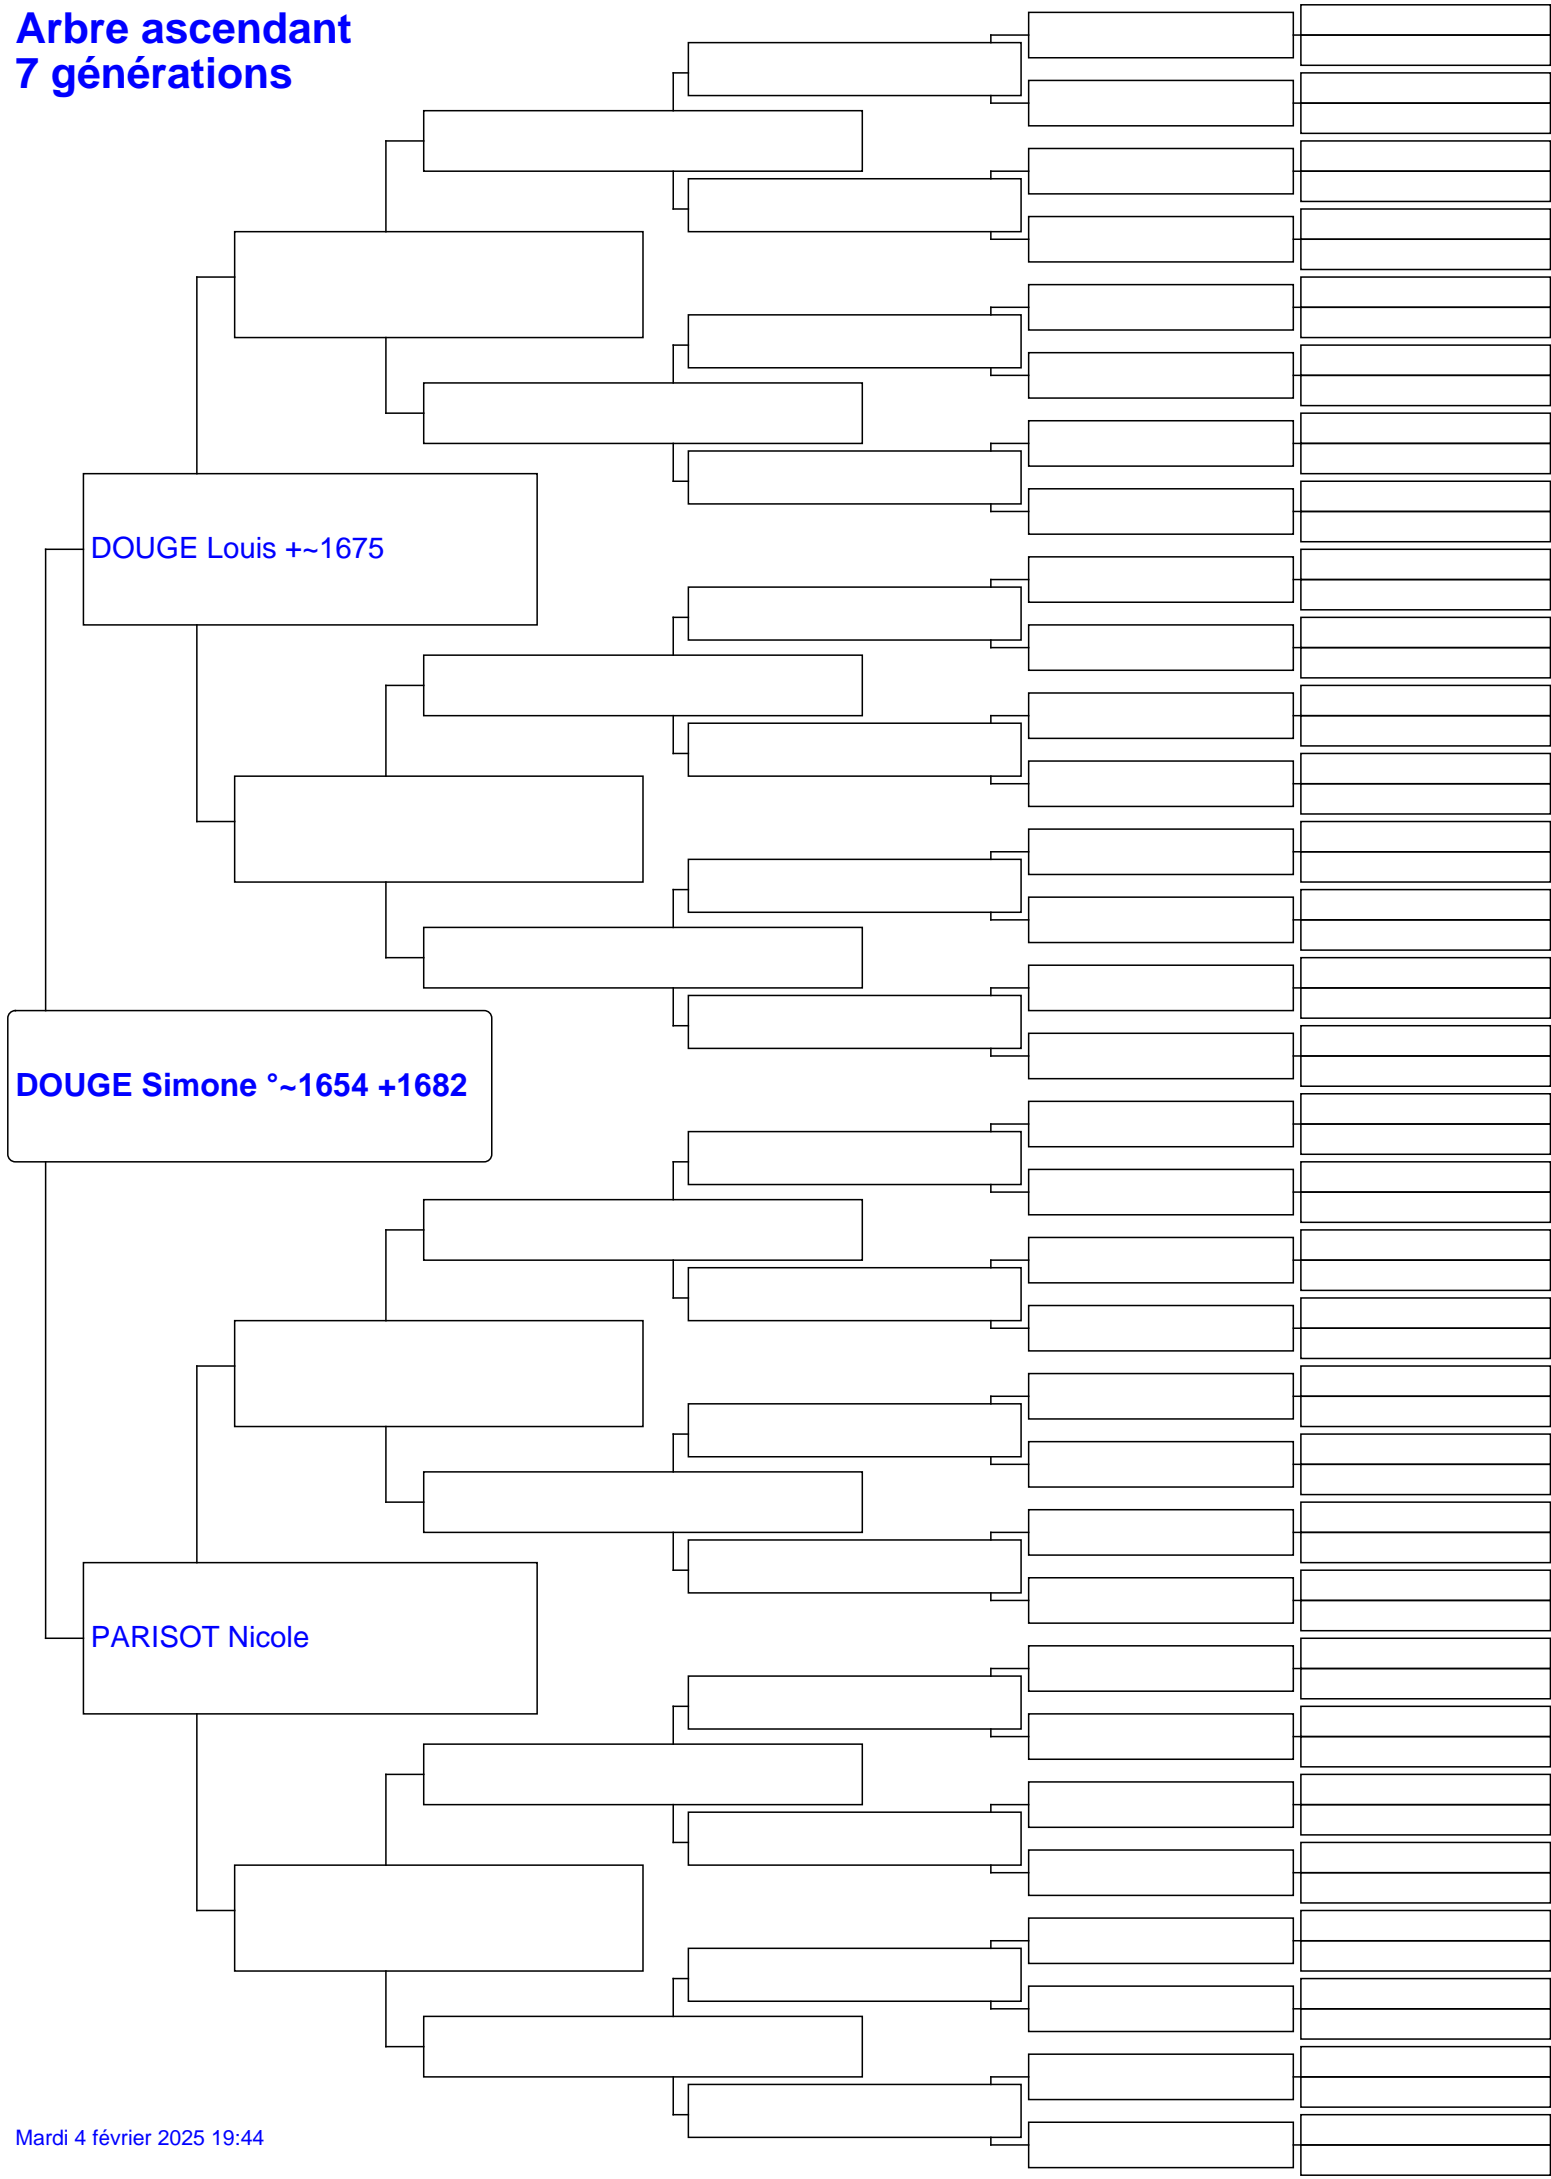 Arbre ascendant
7 générations
DOUGE Louis +~1675
DOUGE Simone °~1654 +1682
PARISOT Nicole
Mardi 4 février 2025 19:44